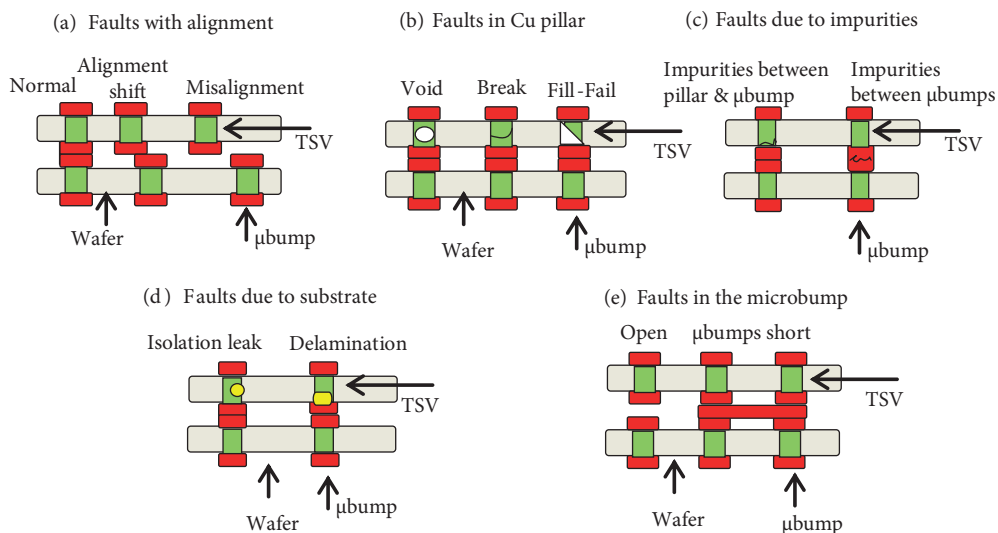 (a) Faults with alignment
Normal
Alignment
shift
Misalignment
TSV
Wafer
μbump
(b) Faults in Cu pillar
Void
Break
Fill-Fail
TSV
Wafer
μbump
(c) Faults due to impurities
Impurities between
pillar & μbump
Impurities
between μbumps
TSV
μbump
(d) Faults due to substrate
Isolation leak
Delamination
TSV
Wafer
μbump
(e) Faults in the microbump
Open
μbumps short
TSV
Wafer
μbump